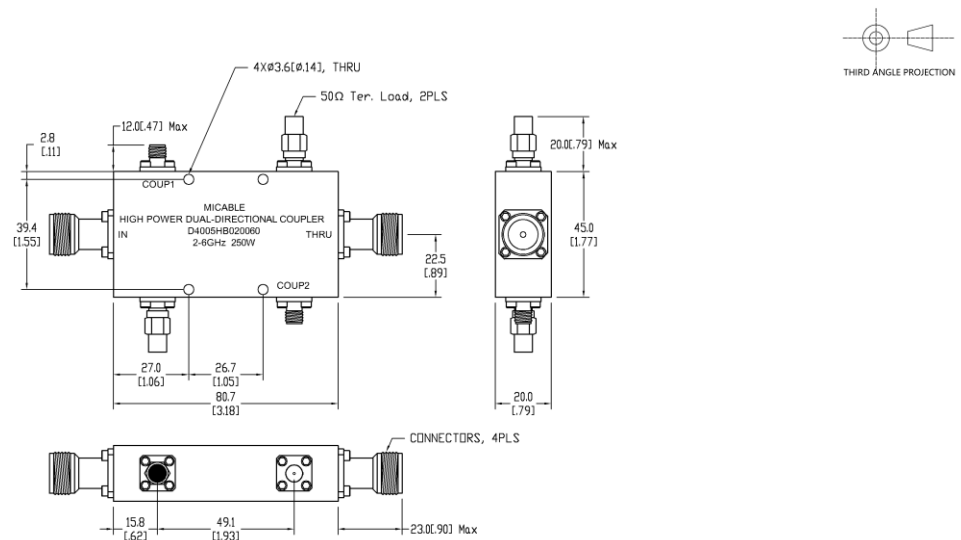 THIRD ANGLE PROJECTION
4XØ3.6[Ø.14], THRU
50Ω Ter. Load, 2PLS
12.0[.47] Max
2.8
[.11]
20.0[.79] Max
COUP1
MICABLE
HIGH POWER DUAL-DIRECTIONAL COUPLER
D4005HB020060
2-6GHz 250W
IN
THRU
39.4
[1.55]
45.0
[1.77]
22.5
[.89]
COUP2
27.0
[1.06]
26.7
[1.05]
80.7
[3.18]
20.0
[.79]
CONNECTORS, 4PLS
15.8
[.62]
49.1
[1.93]
23.0[.90] Max